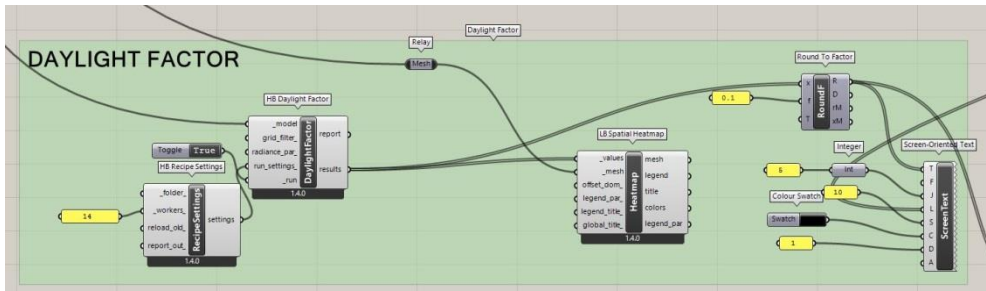 Daylight Factor
Relay
Mesh
DAYLIGHT FACTOR
Round To Factor
x
F
T
RoundF
R
D
rM
xM
0.1
HB Daylight Factor
_model
grid_filter_
radiance_par_
run_settings_
_run
DaylightFactor
report
results
1.4.0
Toggle True
HB Recipe Settings
_folder_
_workers_
reload_old_
report_out_
RecipeSettings
settings
1.4.0
14
LB Spatial Heatmap
_values
_mesh
offset_dom_
legend_par_
legend_title_
global_title_
Heatmap
mesh
legend
title
colors
legend_par
1.4.0
Integer
Int
Screen-Oriented Text
Colour Swatch
10
Swatch
1
T
F
J
L
S
C
D
A
ScreenText